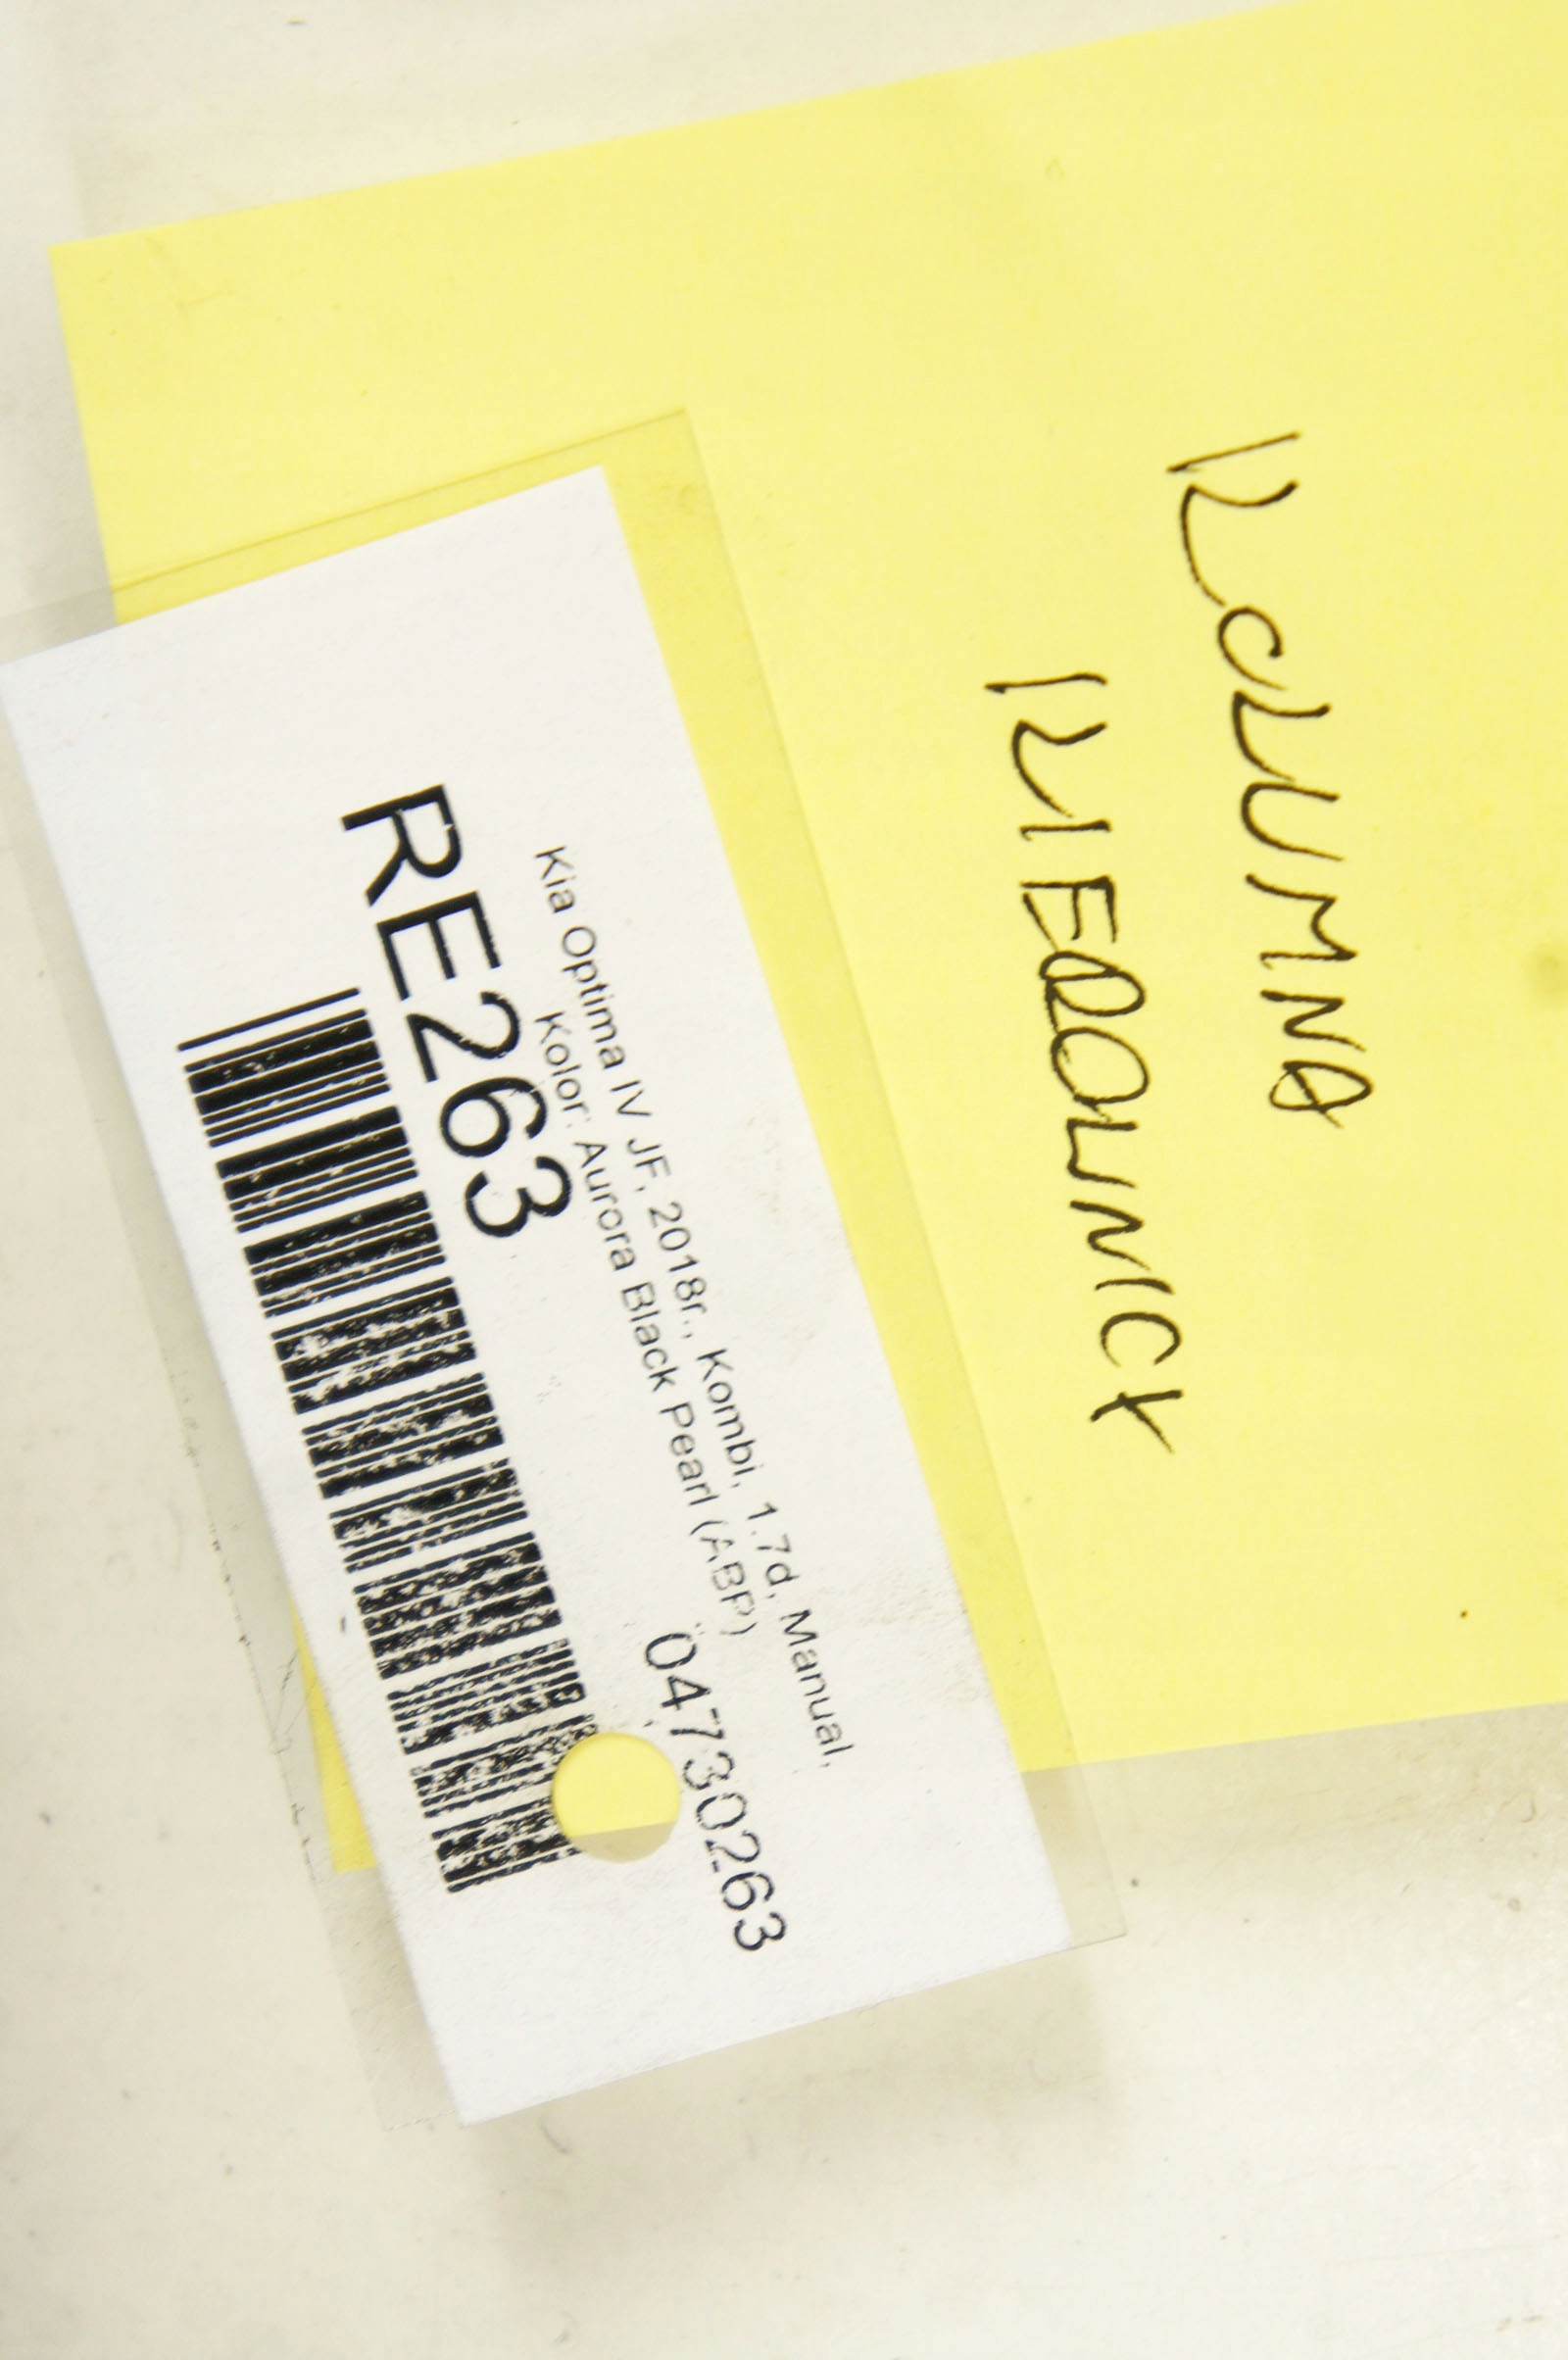 KOLUMNA
KIEROWNICY
Kia Optima IV JF, 2018r., Kombi, 1.7d, Manual,
Kolor: Aurora Black Pearl (ABP)
RE263
04730263